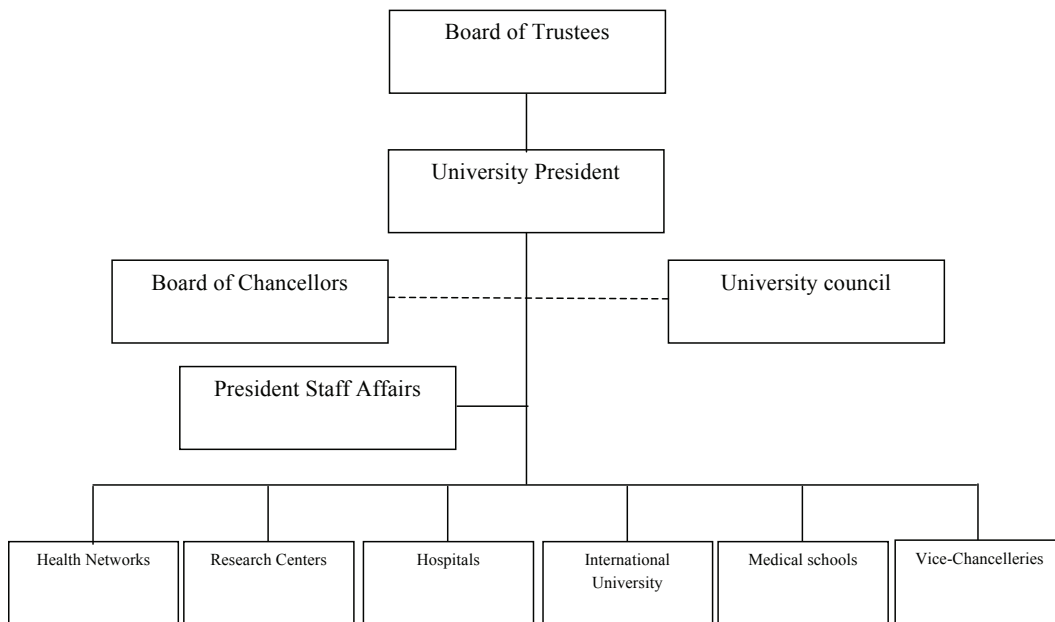 Board of Trustees
University President
Board of Chancellors
University council
President Staff Affairs
Health Networks
Research Centers
Hospitals
International
University
Medical schools
Vice-Chancelleries